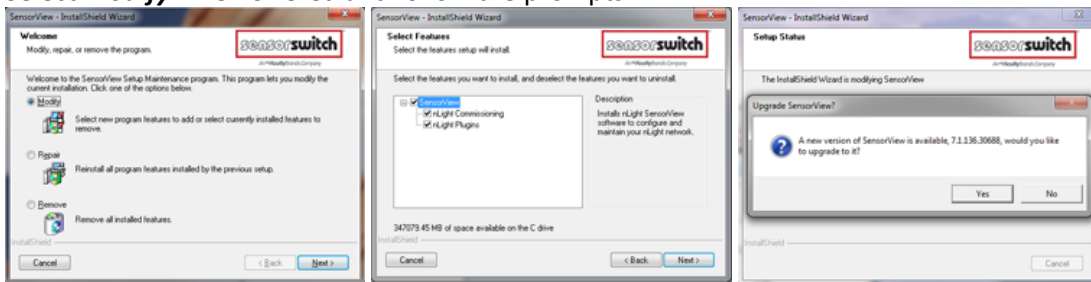 SensorView - InstallShield Wizard
Welcome
Modify, repair, or remove the program.
sensorswitch
Welcome to the SensorView Setup Maintenance program. This program lets you modify the
current installation. Click one of the options below.
Modify
Select new program features to add or select currently installed features to
remove.
Repair
Reinstall all program features installed by the previous setup.
Remove
Remove all installed features.
InstallShield
Cancel
< Back
Next >
SensorView - InstallShield Wizard
Select Features
Select the features setup will install.
sensorswitch
Select the features you want to install, and deselect the features you want to uninstall.
SensorView
nLight Commissioning
nLight Plugins
Description
Installs nLight SensorView
software to configure and
maintain your nLight network.
347079.45 MB of space available on the C drive
InstallShield
Cancel
< Back
Next >
SensorView - InstallShield Wizard
Setup Status
sensorswitch
The InstallShield Wizard is modifying SensorView
Upgrade SensorView?
A new version of SensorView is available, 7.1.136.30688, would you like
to upgrade to it?
Yes
No
InstallShield
Cancel